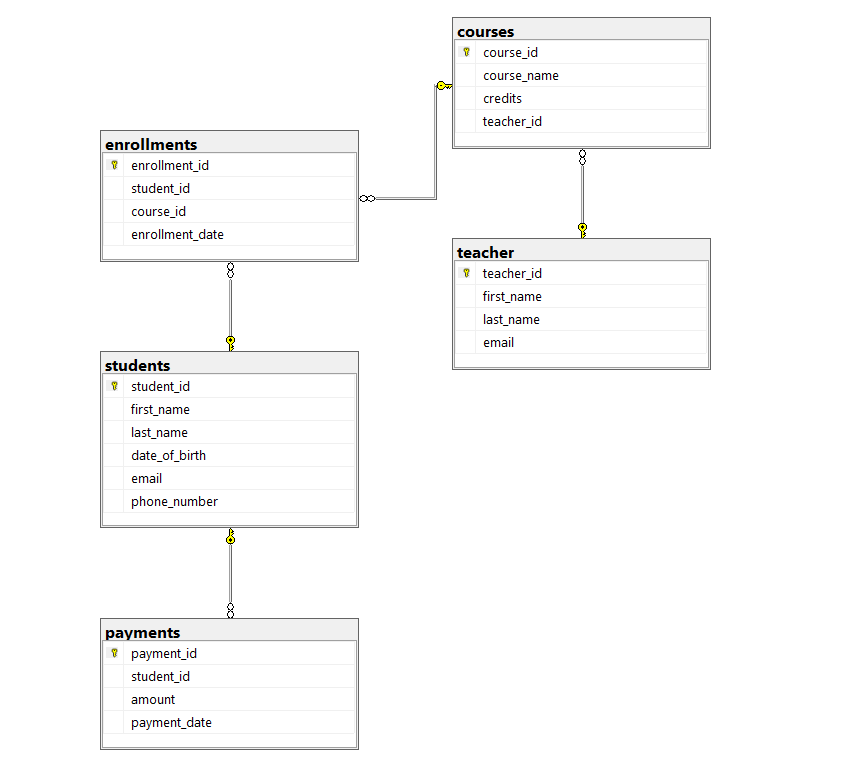 courses
course_id
course_name
credits
teacher_id
enrollments
enrollment_id
student_id
course_id
enrollment_date
teacher
teacher_id
first_name
last_name
email
students
student_id
first_name
last_name
date_of_birth
email
phone_number
payments
payment_id
student_id
amount
payment_date